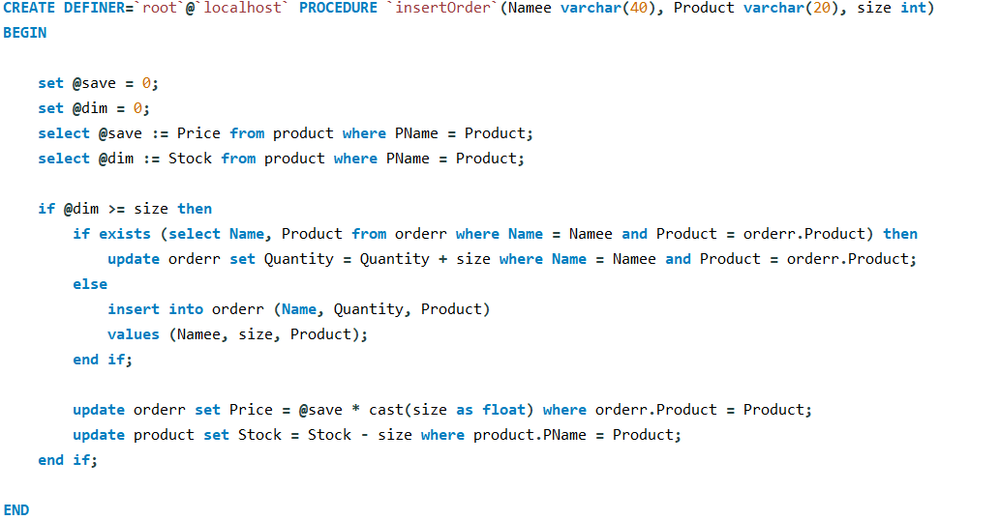 CREATE DEFINER=`root`@`localhost` PROCEDURE `insertOrder`(Namee varchar(40), Product varchar(20), size int)
BEGIN
set @save = 0;
set @dim = 0;
select @save := Price from product where PName = Product;
select @dim := Stock from product where PName = Product;
if @dim >= size then
if exists (select Name, Product from orderr where Name = Namee and Product = orderr.Product) then
update orderr set Quantity = Quantity + size where Name = Namee and Product = orderr.Product;
else
insert into orderr (Name, Quantity, Product)
values (Namee, size, Product);
end if;
update orderr set Price = @save * cast(size as float) where orderr.Product = Product;
update product set Stock = Stock - size where product.PName = Product;
end if;
END